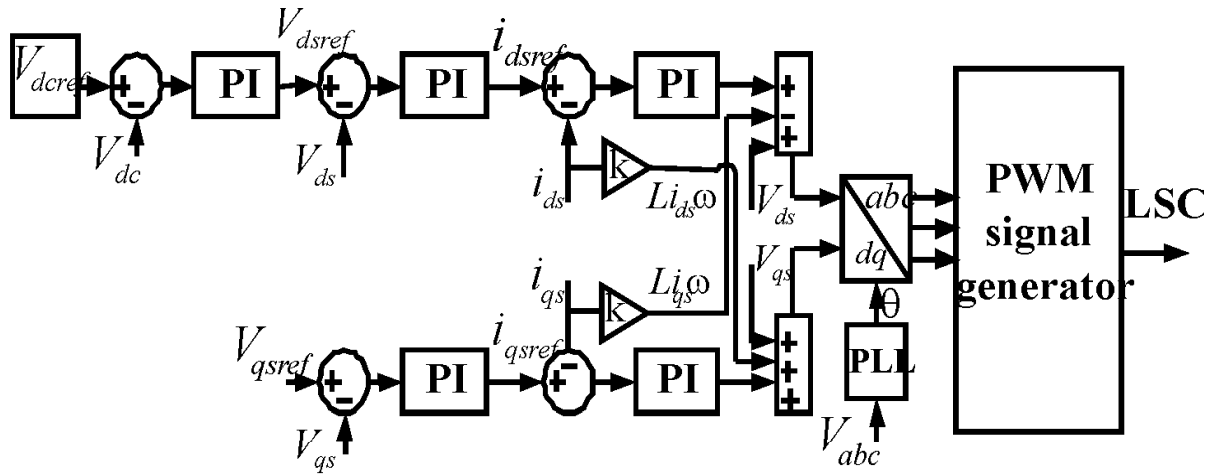 V_dcref
+
-
V_dc
PI
V_dsref
+
-
V_ds
PI
i_dsref
+
-
i_ds
k
Li_dsω
PI
+
-
+
V_ds
V_qsref
+
-
V_qs
PI
i_qsref
-
+
i_qs
k
Li_qsω
PI
V_qs
+
+
+
abc
dq
θ
PLL
V_abc
PWM
signal
generator
LSC